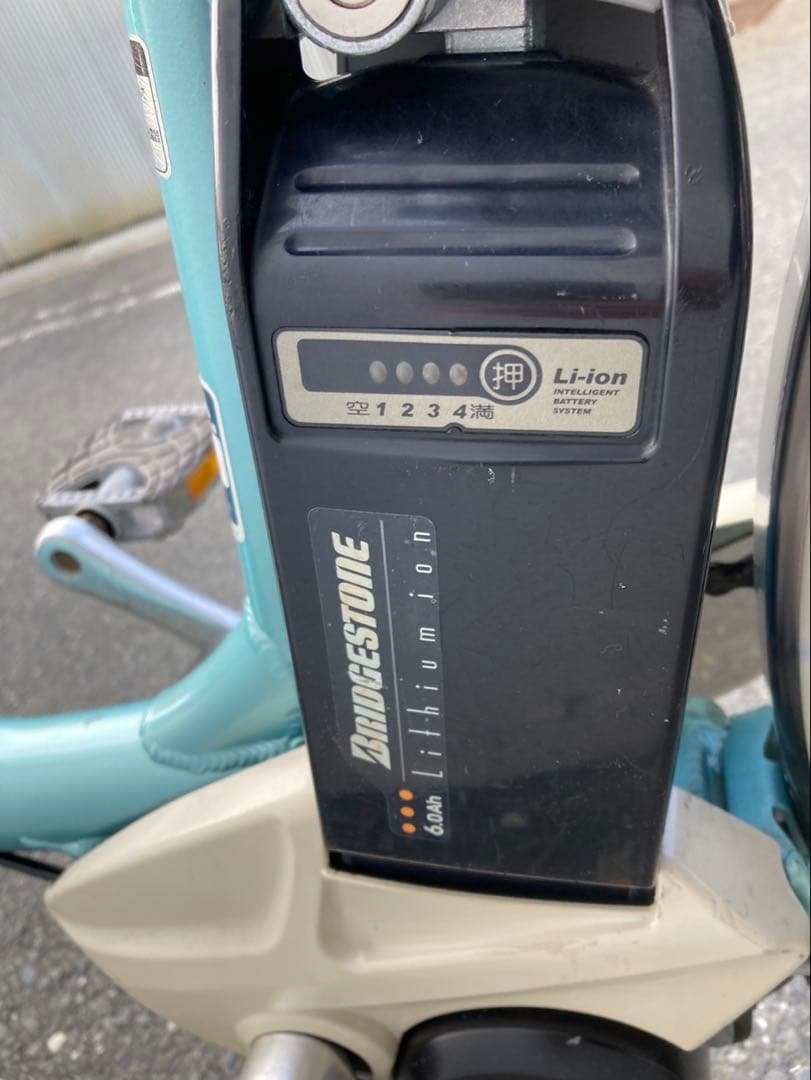 押
Li-ion
INTELLIGENT
BATTERY
SYSTEM
空1 2 3 4満
BRIDGESTONE
Lithium ion
6.0Ah